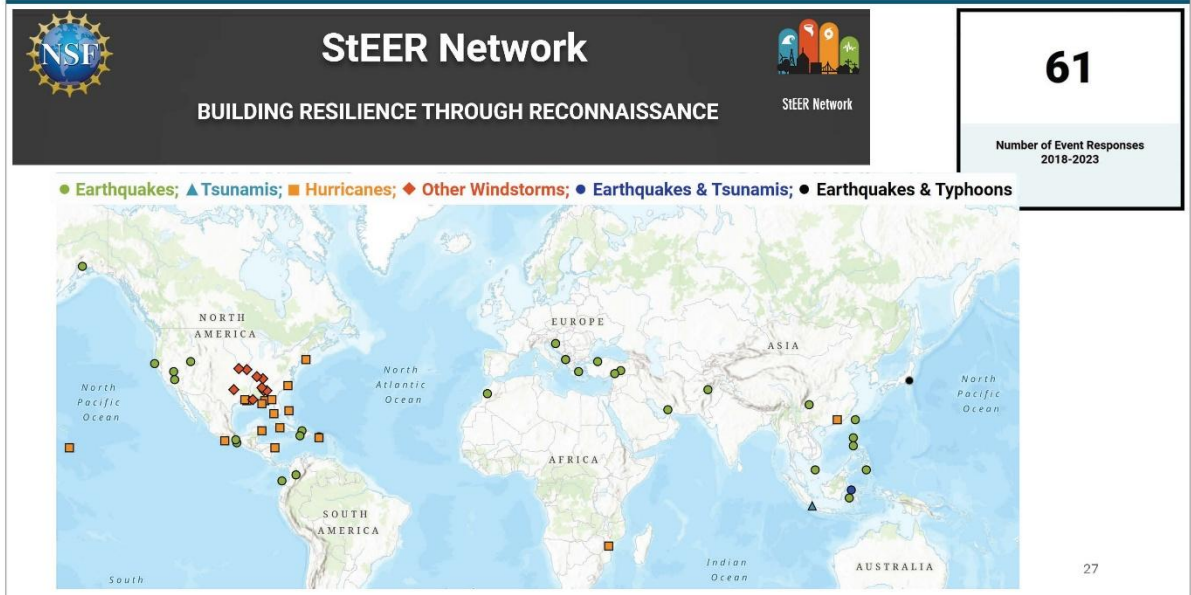 NSF
StEER Network
BUILDING RESILIENCE THROUGH RECONNAISSANCE
StEER Network
61
Number of Event Responses
2018-2023
Earthquakes; Tsunamis; Hurricanes; Other Windstorms; Earthquakes & Tsunamis; Earthquakes & Typhoons
NORTH
AMERICA
EUROPE
ASIA
North
Pacific
Ocean
North
Atlantic
Ocean
North
Pacific
Ocean
AFRICA
SOUTH
AMERICA
Indian
Ocean
AUSTRALIA
South
27